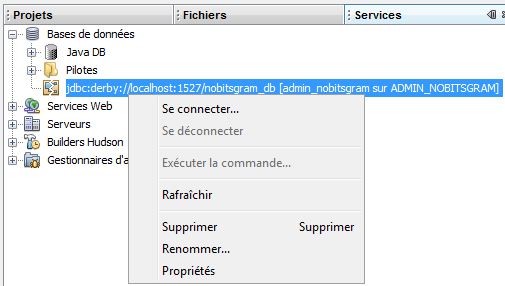 Projets Fichiers Services
Bases de données
Java DB
Pilotes
jdbc:derby://localhost:1527/nobitsgram_db [admin_nobitsgram sur ADMIN_NOBITSGRAM]
Services Web
Serveurs
Builders Hudson
Gestionnaires d'a
Se connecter...
Se déconnecter
Exécuter la commande...
Rafraîchir
Supprimer Supprimer
Renommer...
Propriétés